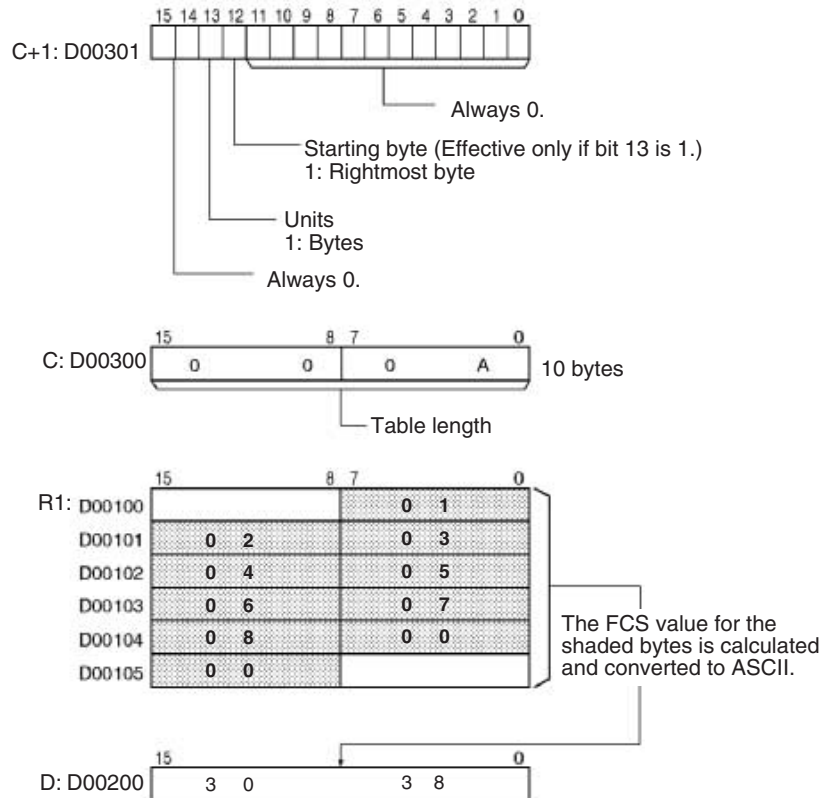 15 14 13 12 11 10 9 8 7 6 5 4 3 2 1 0
C+1: D00301
Always 0.
Starting byte (Effective only if bit 13 is 1.)
1: Rightmost byte
Units
1: Bytes
Always 0.
15 8 7 0
C: D00300 0 0 0 A 10 bytes
Table length
15 8 7 0
R1: D00100 0 1
D00101 0 2 0 3
D00102 0 4 0 5
D00103 0 6 0 7
D00104 0 8 0 0
D00105 0 0
The FCS value for the
shaded bytes is calculated
and converted to ASCII.
15 0
D: D00200 3 0 3 8